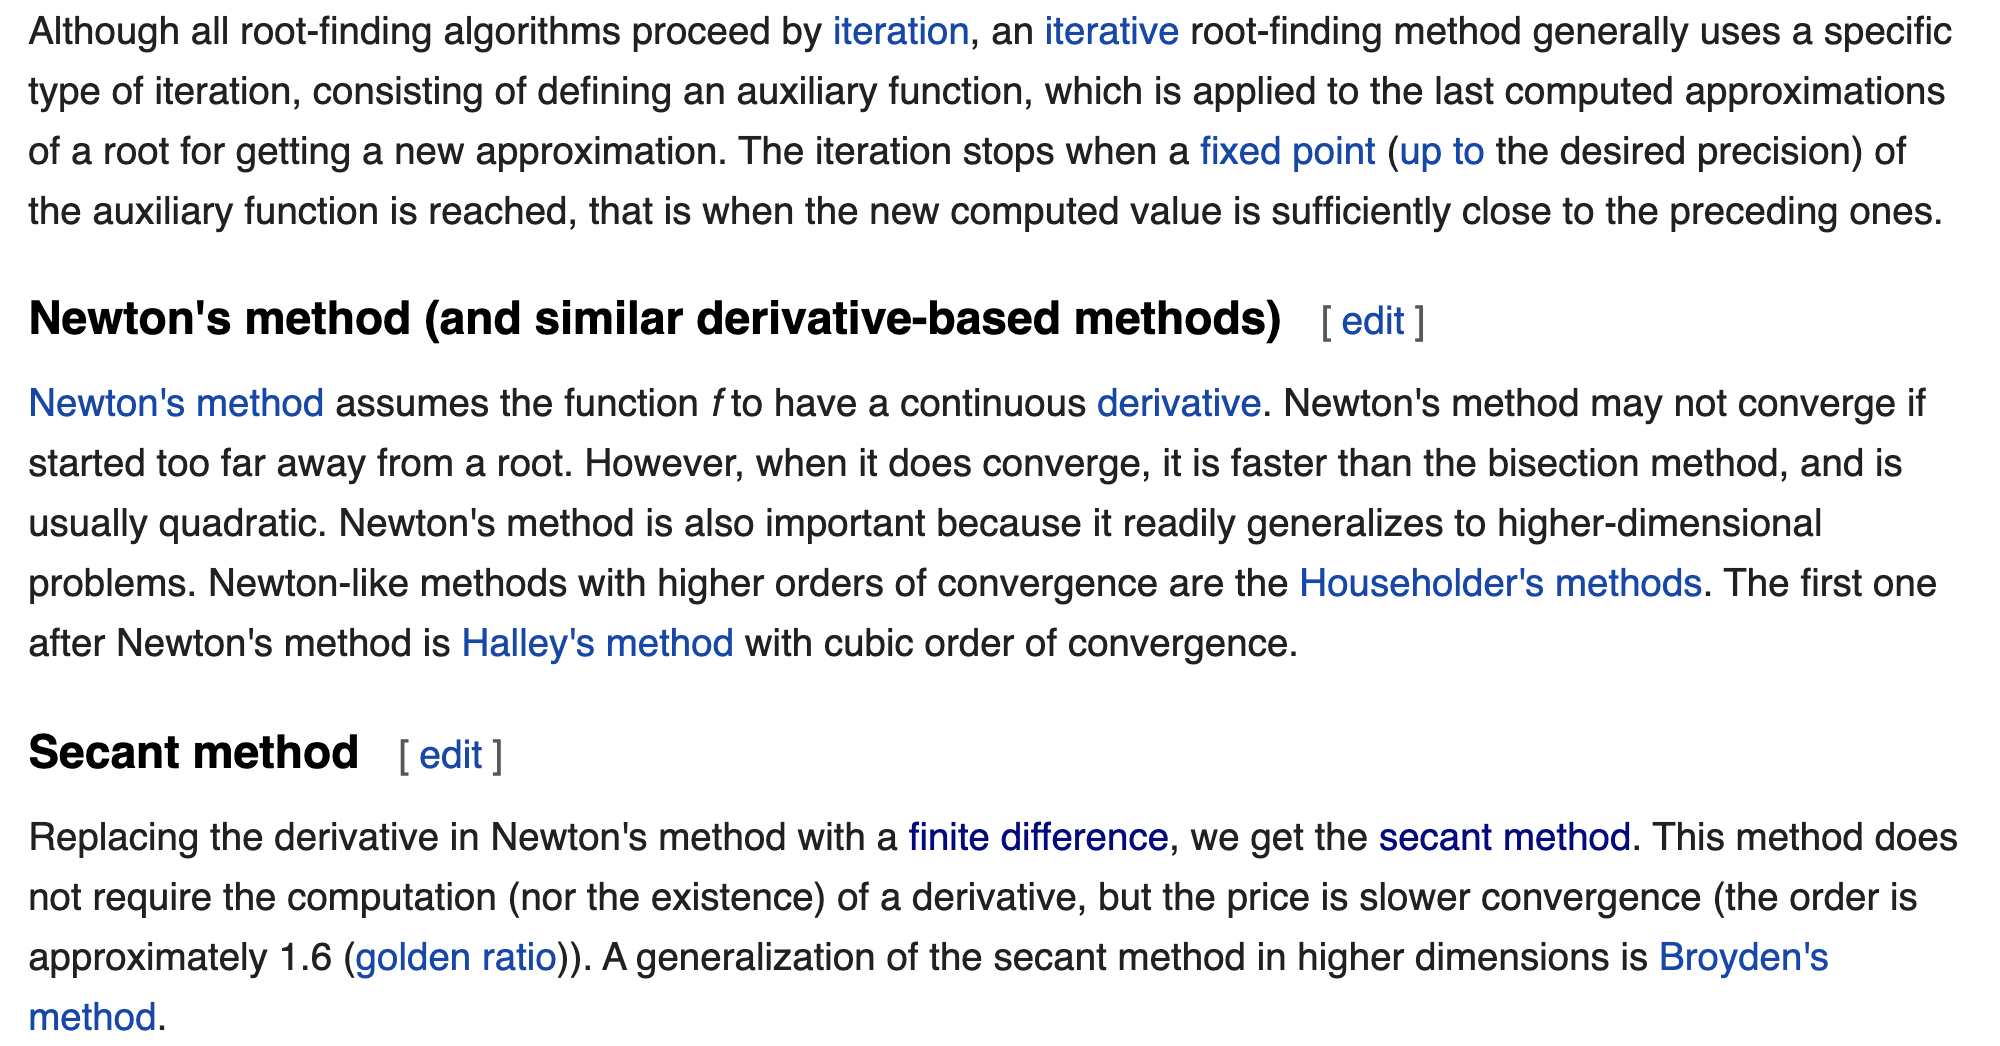 Although all root-finding algorithms proceed by iteration, an iterative root-finding method generally uses a specific
type of iteration, consisting of defining an auxiliary function, which is applied to the last computed approximations
of a root for getting a new approximation. The iteration stops when a fixed point (up to the desired precision) of
the auxiliary function is reached, that is when the new computed value is sufficiently close to the preceding ones.
Newton's method (and similar derivative-based methods) [ edit ]
Newton's method assumes the function f to have a continuous derivative. Newton's method may not converge if
started too far away from a root. However, when it does converge, it is faster than the bisection method, and is
usually quadratic. Newton's method is also important because it readily generalizes to higher-dimensional
problems. Newton-like methods with higher orders of convergence are the Householder's methods. The first one
after Newton's method is Halley's method with cubic order of convergence.
Secant method [ edit ]
Replacing the derivative in Newton's method with a finite difference, we get the secant method. This method does
not require the computation (nor the existence) of a derivative, but the price is slower convergence (the order is
approximately 1.6 (golden ratio)). A generalization of the secant method in higher dimensions is Broyden's
method.